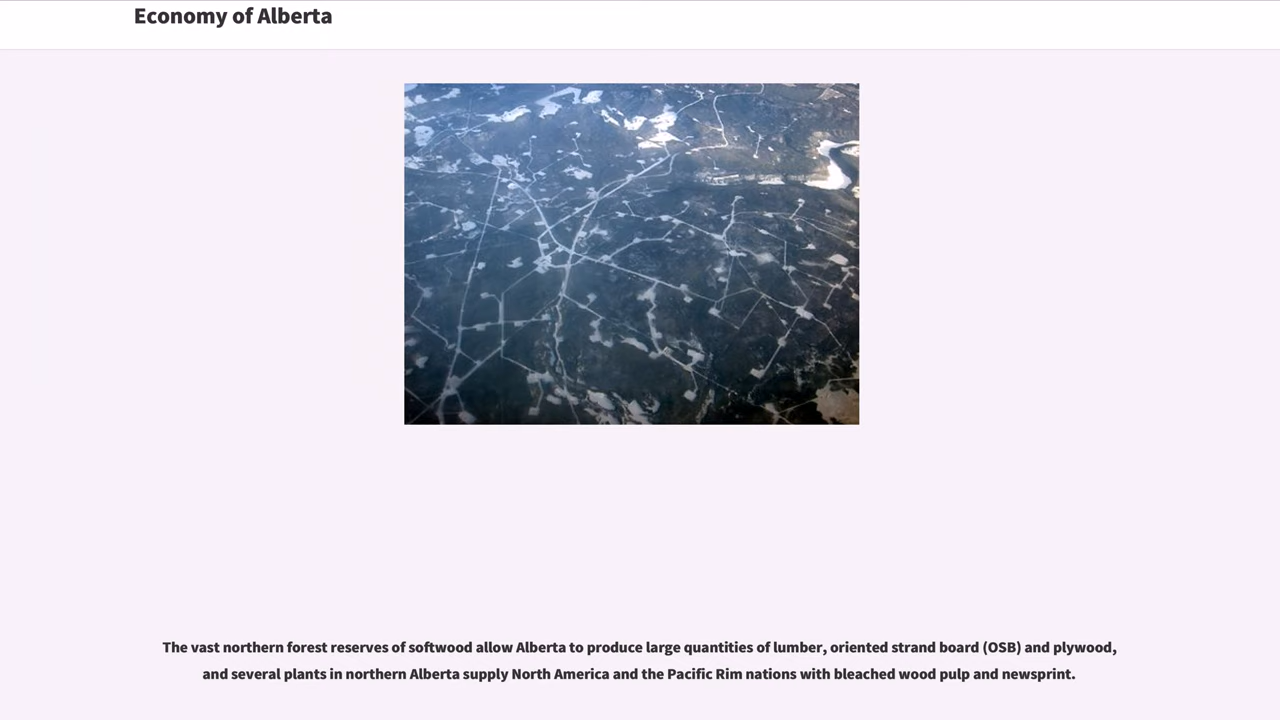 Economy of Alberta
The vast northern forest reserves of softwood allow Alberta to produce large quantities of lumber, oriented strand board (OSB) and plywood,
and several plants in northern Alberta supply North America and the Pacific Rim nations with bleached wood pulp and newsprint.